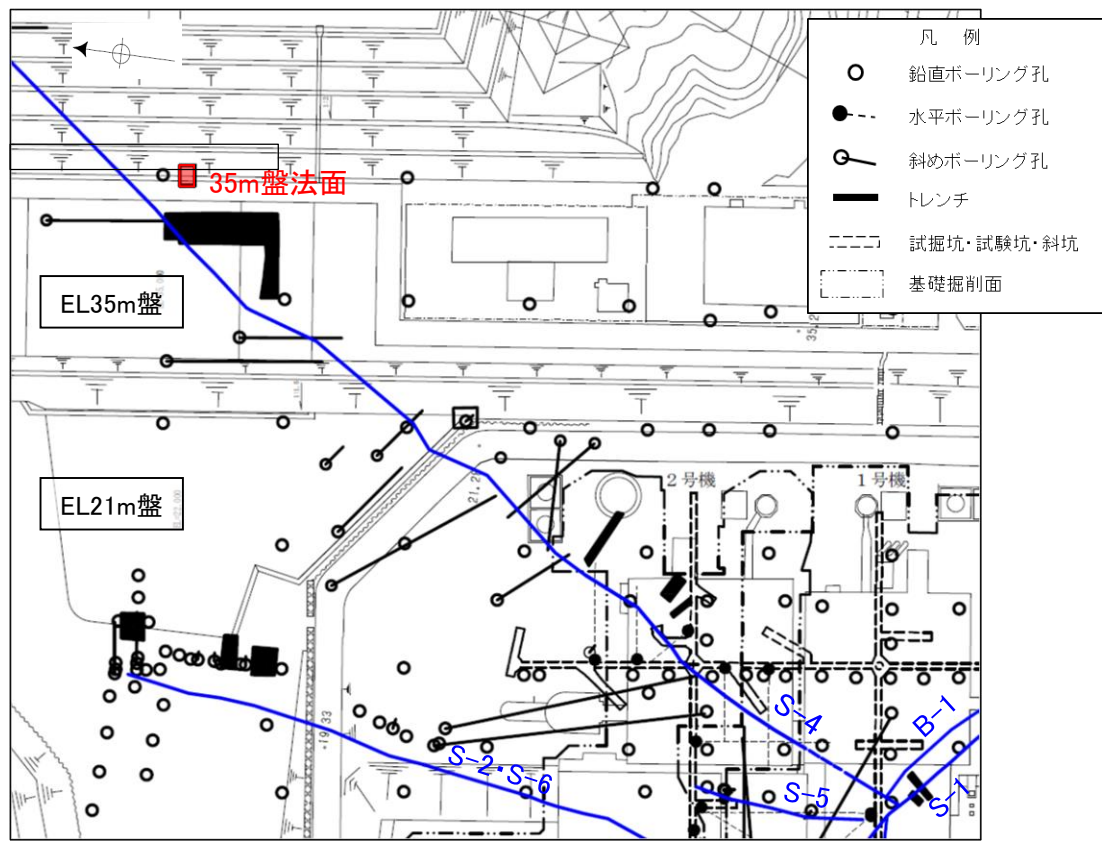 凡 例
鉛直ボーリング孔
水平ボーリング孔
斜めボーリング孔
トレンチ
試掘坑・試験坑・斜坑
基礎掘削面
35m盤法面
EL35m盤
EL21m盤
2号機
1号機
S-4
B-1
S-2・S-6
S-5
S-1